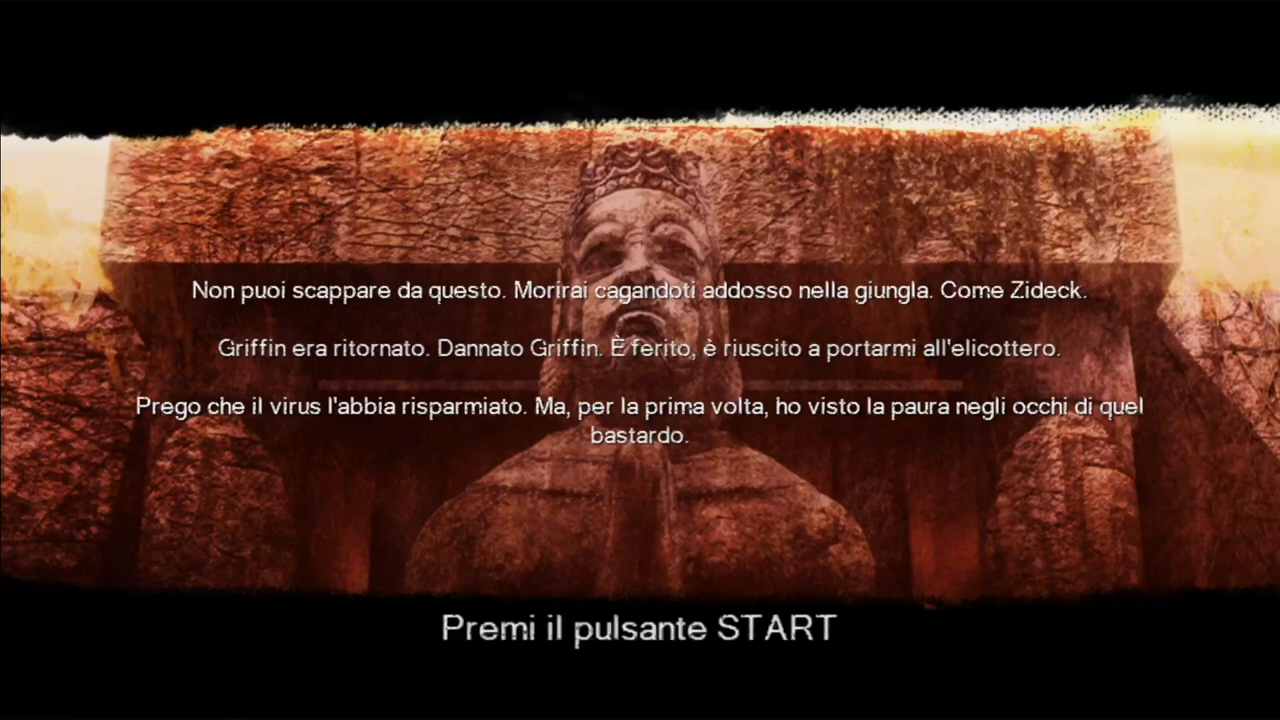 Non puoi scappare da questo. Morirai cagandoti addosso nella giungla. Come Zideck.
Griffin era ritornato. Dannato Griffin. È ferito, è riuscito a portarmi all'elicottero.
Prego che il virus l'abbia risparmiato. Ma, per la prima volta, ho visto la paura negli occhi di quel
bastardo.
Premi il pulsante START